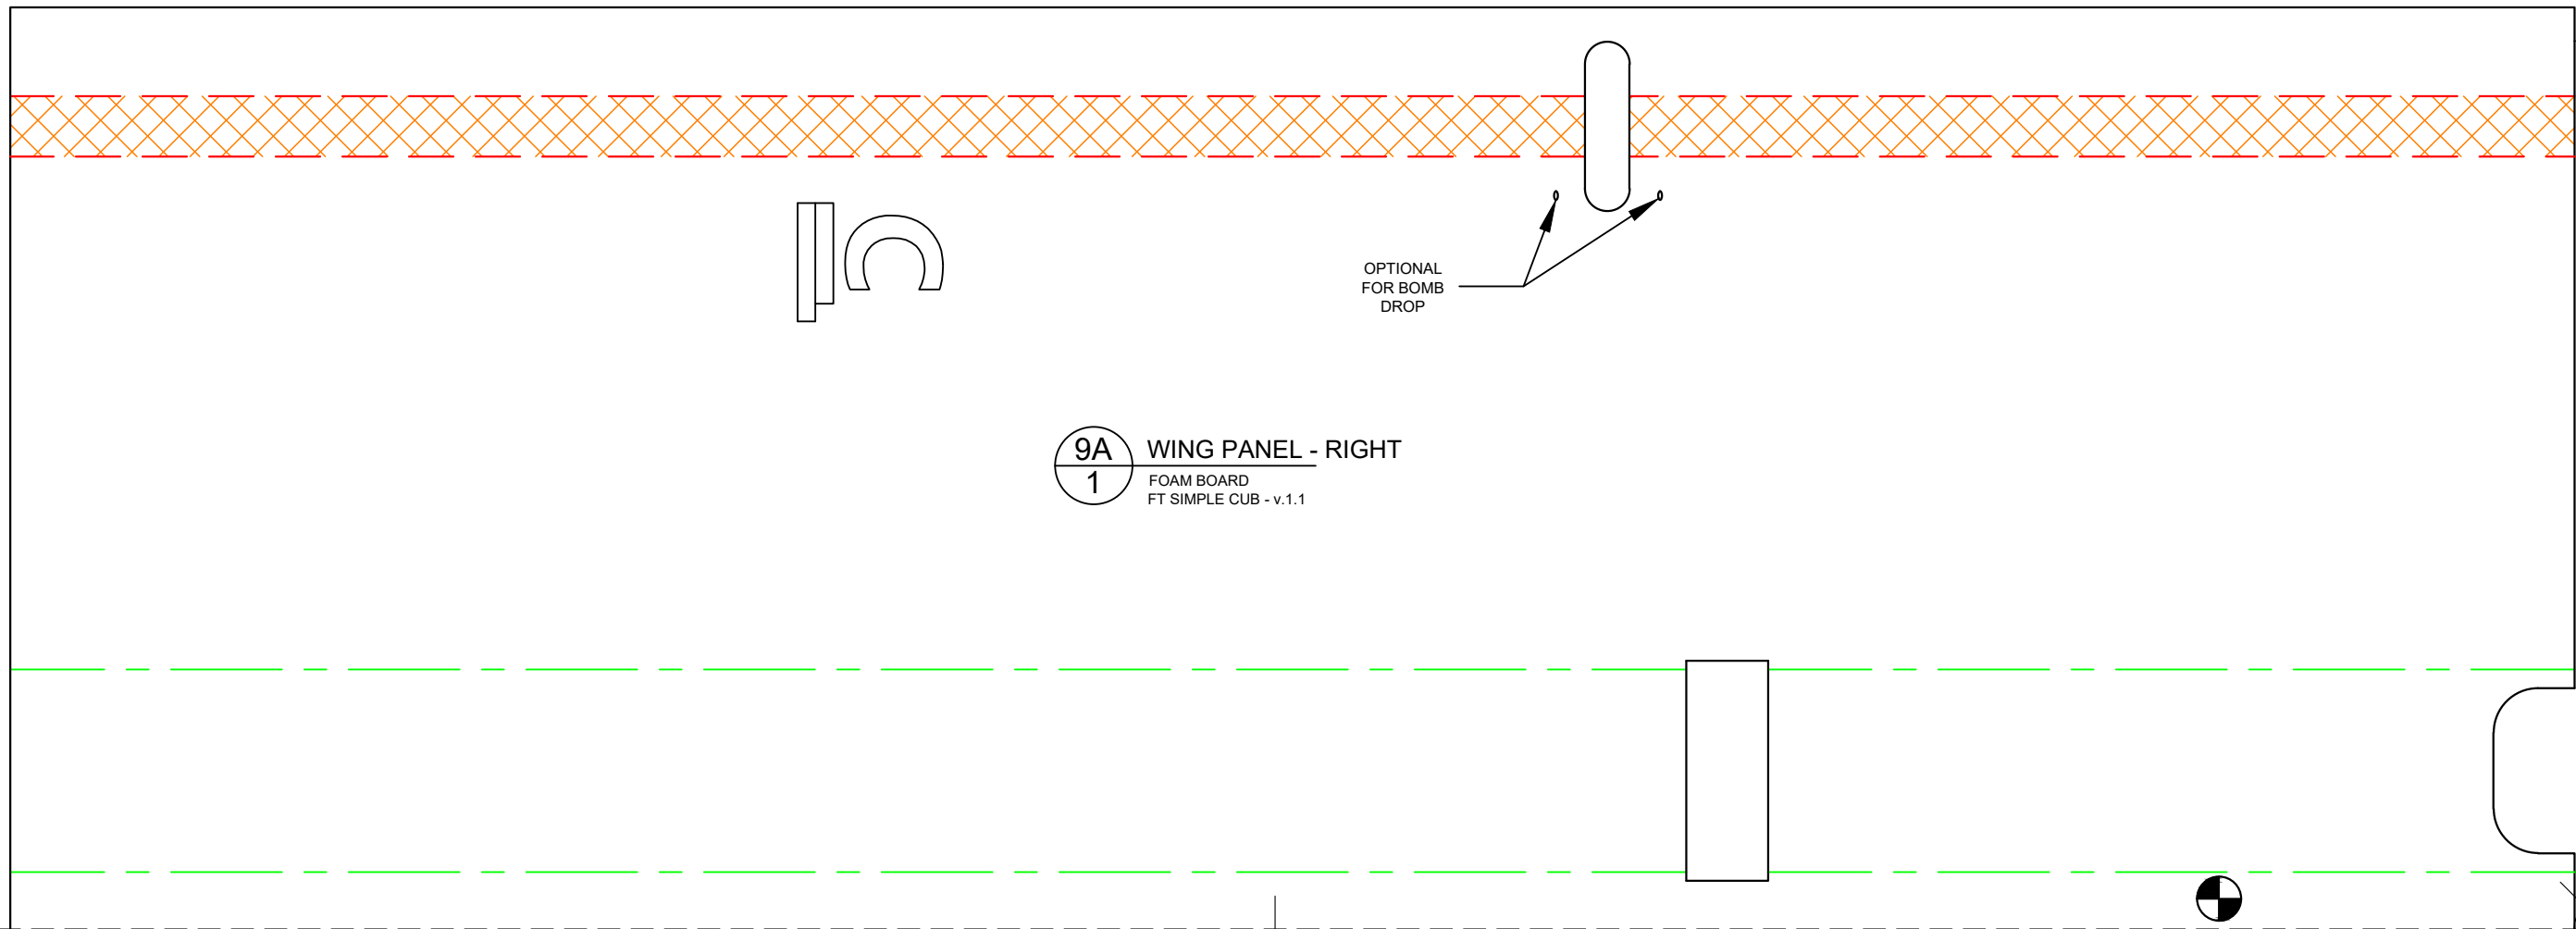 OPTIONAL
FOR BOMB
DROP
9A
1
WING PANEL - RIGHT
FOAM BOARD
FT SIMPLE CUB - v.1.1